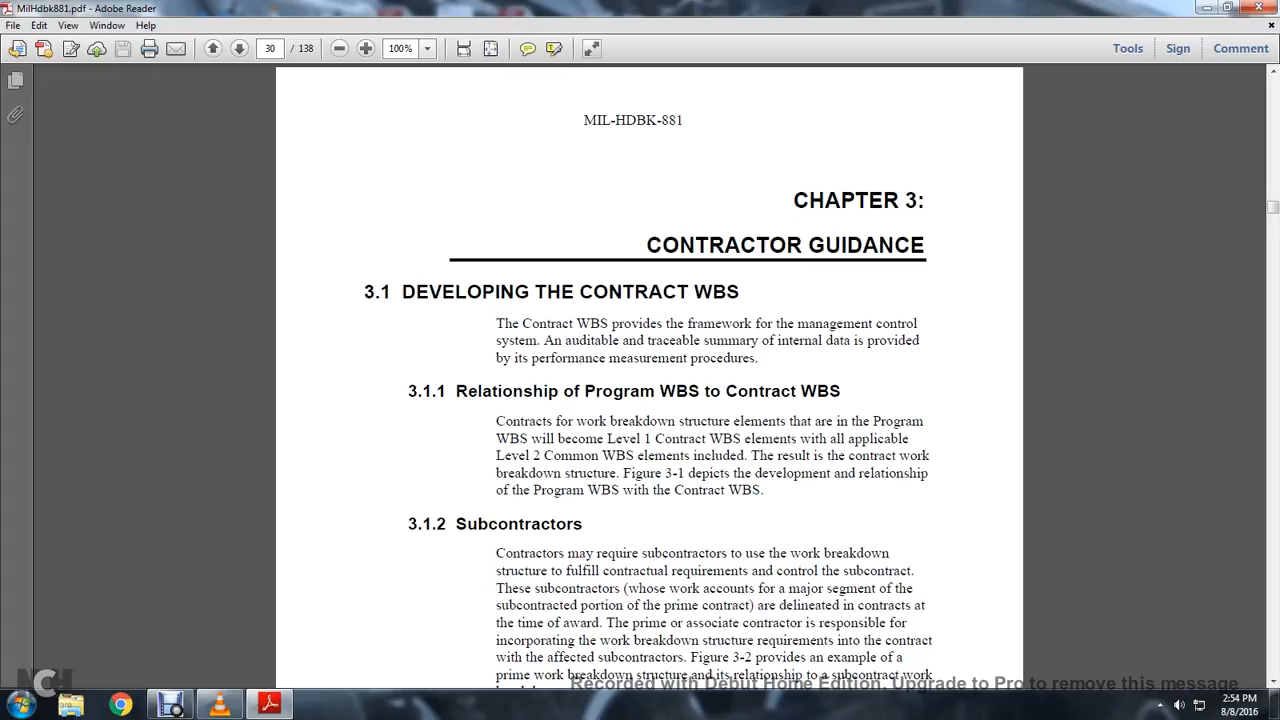 MilHdbk881.pdf - Adobe Reader
File Edit View Window Help
30 / 138 100% Tools Sign Comment
MIL-HDBK-881
CHAPTER 3:
CONTRACTOR GUIDANCE
3.1 DEVELOPING THE CONTRACT WBS
The Contract WBS provides the framework for the management control
system. An auditable and traceable summary of internal data is provided
by its performance measurement procedures.
3.1.1 Relationship of Program WBS to Contract WBS
Contracts for work breakdown structure elements that are in the Program
WBS will become Level 1 Contract WBS elements with all applicable
Level 2 Common WBS elements included. The result is the contract work
breakdown structure. Figure 3-1 depicts the development and relationship
of the Program WBS with the Contract WBS.
3.1.2 Subcontractors
Contractors may require subcontractors to use the work breakdown
structure to fulfill contractual requirements and control the subcontract.
These subcontractors (whose work accounts for a major segment of the
subcontracted portion of the prime contract) are delineated in contracts at
the time of award. The prime or associate contractor is responsible for
incorporating the work breakdown structure requirements into the contract
with the affected subcontractors. Figure 3-2 provides an example of a
prime work breakdown structure and its relationship to a subcontract work
NCH
Recorded with Debut Home Edition. Upgrade to Pro to remove this message
2:54 PM
8/8/2016